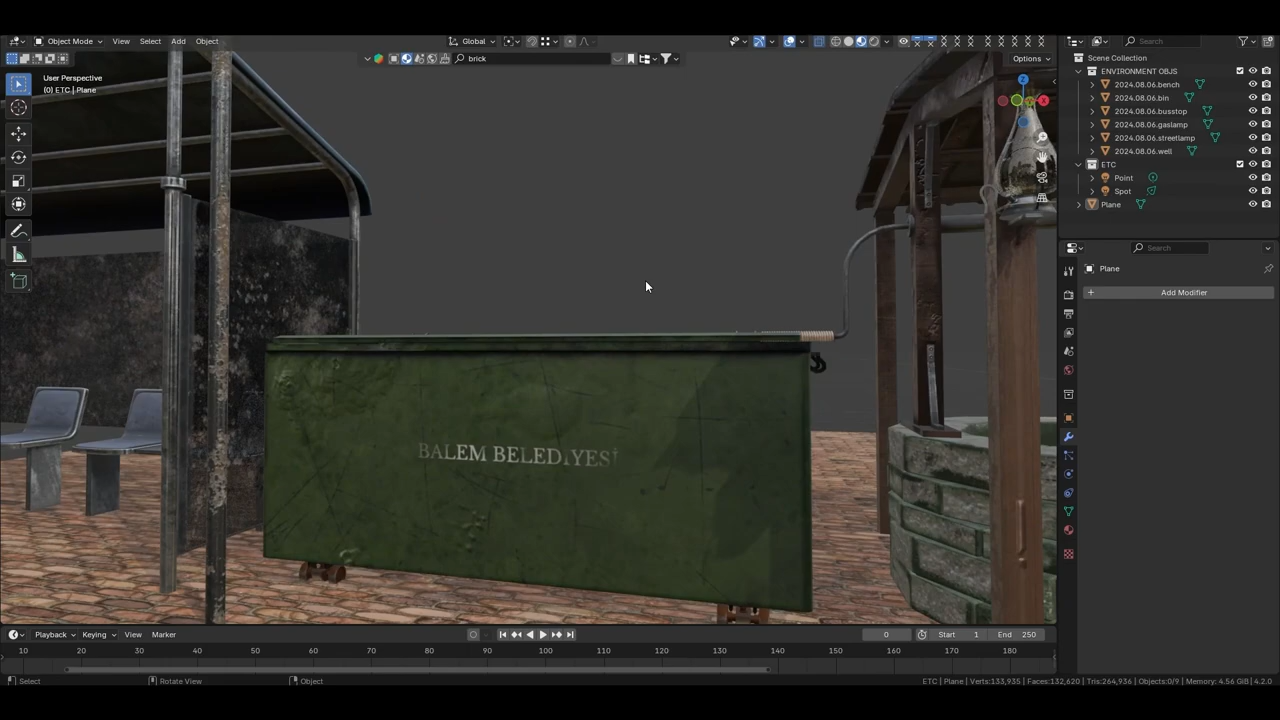 Object Mode View Select Add Object Global
brick Options
User Perspective
(0) ETC | Plane
BALEM BELEDİYESİ
Search
Scene Collection
ENVIRONMENT OBJS
2024.08.06.bench
2024.08.06.bin
2024.08.06.busstop
2024.08.06.gaslamp
2024.08.06.streetlamp
2024.08.06.well
ETC
Point
Spot
Plane
Search
Plane
+ Add Modifier
Z
X
Playback Keying View Marker 0 Start 1 End 250
10 20 30 40 50 60 70 80 90 100 110 120 130 140 150 160 170 180
Select Rotate View Object ETC | Plane | Verts:133,935 | Faces:132,620 | Tris:264,936 | Objects:0/9 | Memory: 4.56 GiB | 4.2.0